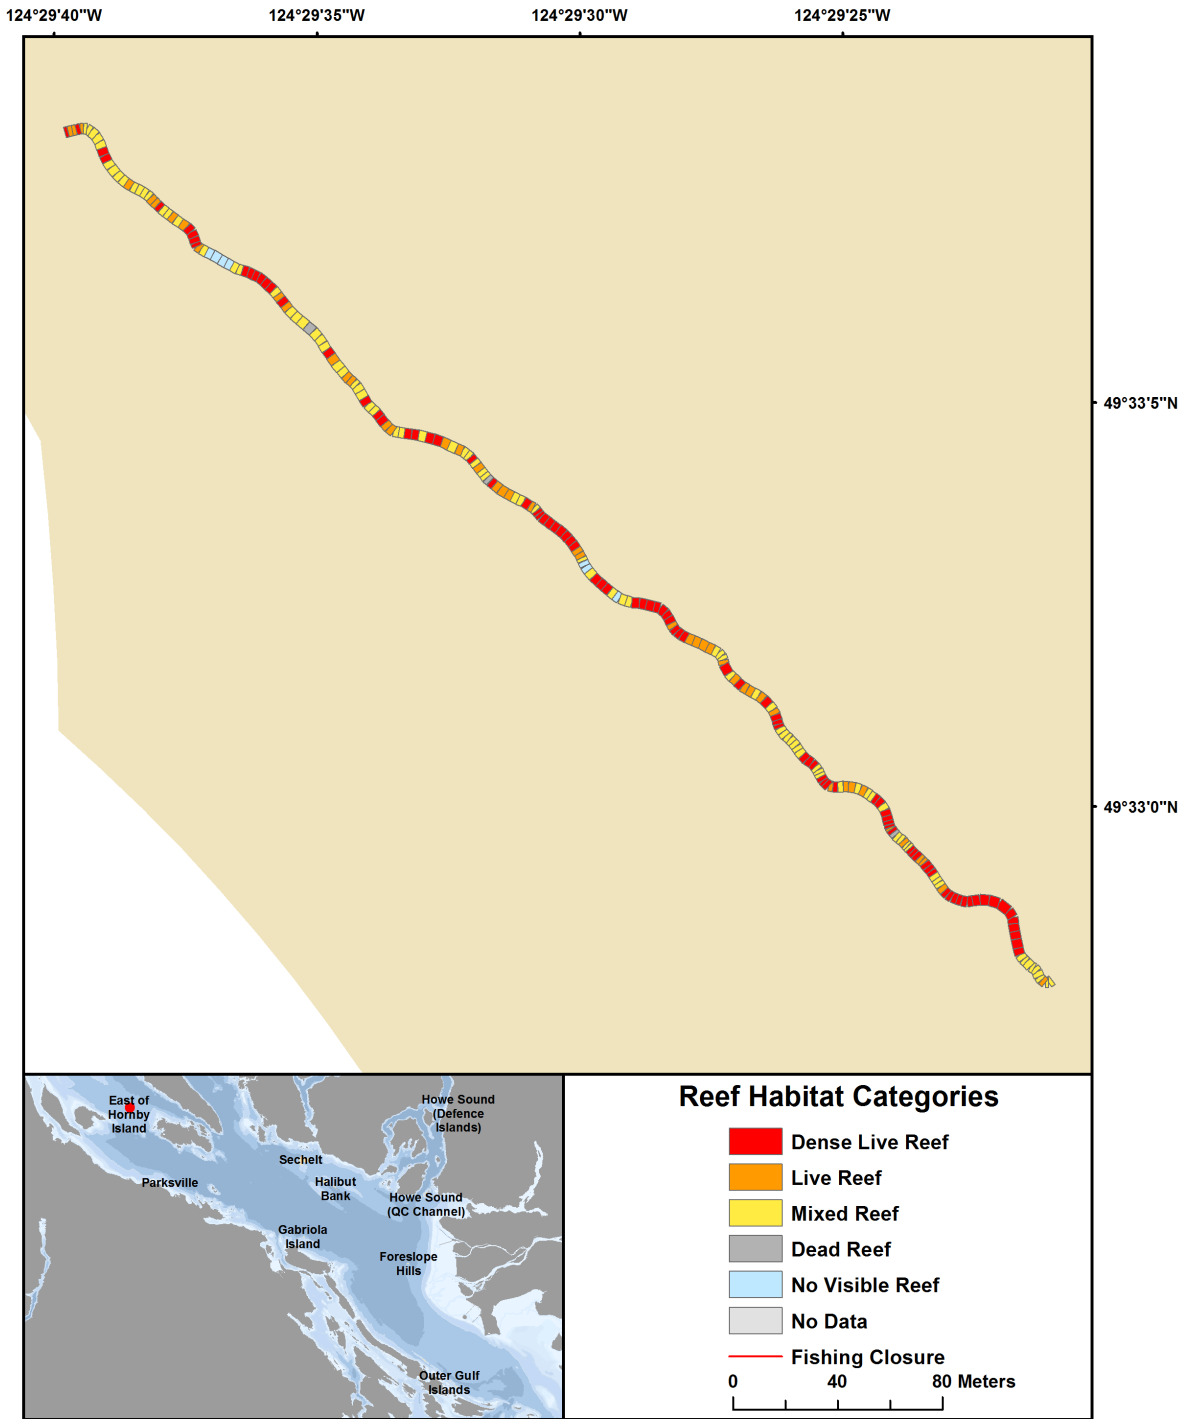 124°29'40"W 124°29'35"W 124°29'30"W 124°29'25"W
49°33'5"N
49°33'0"N
East of
Hornby
Island
Howe Sound
(Defence
Islands)
Sechelt
Parksville
Halibut
Bank
Howe Sound
(QC Channel)
Gabriola
Island
Foreslope
Hills
Outer Gulf
Islands
Reef Habitat Categories
Dense Live Reef
Live Reef
Mixed Reef
Dead Reef
No Visible Reef
No Data
Fishing Closure
0 40 80 Meters